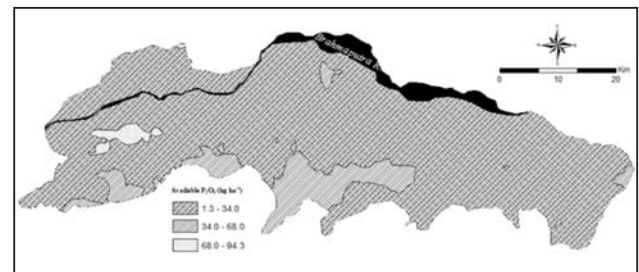 Brahmaputra R
Km
0 10 20
Available P₂O₅ (kg ha⁻¹)
1.3 - 34.0
34.0 - 68.0
68.0 - 94.3